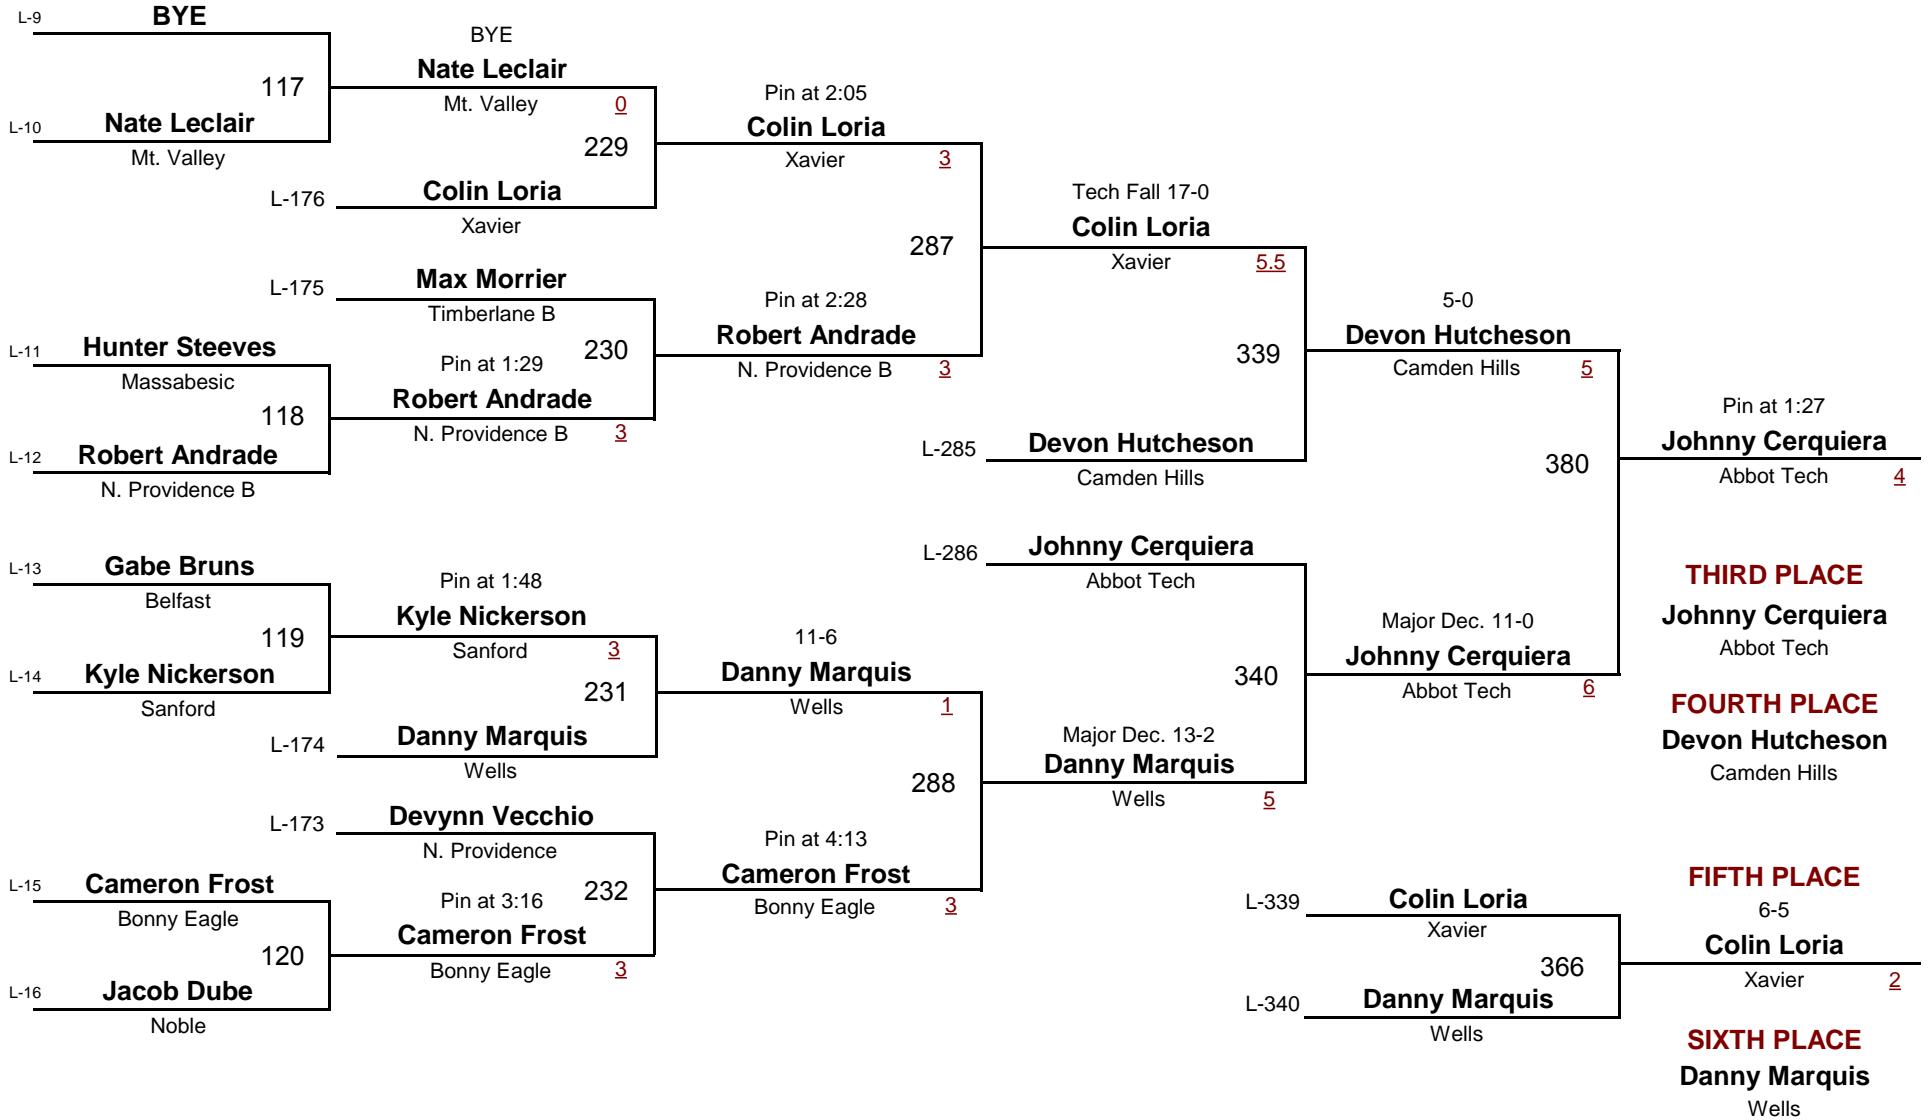 L-9
BYE
117
L-10
Nate Leclair
Mt. Valley
BYE
Nate Leclair
Mt. Valley
0
229
L-176
Colin Loria
Xavier
Pin at 2:05
Colin Loria
Xavier
3
287
L-175
Max Morrier
Timberlane B
230
L-11
Hunter Steeves
Massabesic
118
L-12
Robert Andrade
N. Providence B
Pin at 1:29
Robert Andrade
N. Providence B
3
Pin at 2:28
Robert Andrade
N. Providence B
3
Tech Fall 17-0
Colin Loria
Xavier
5.5
339
L-285
Devon Hutcheson
Camden Hills
5-0
Devon Hutcheson
Camden Hills
5
380
Pin at 1:27
Johnny Cerquiera
Abbot Tech
4
L-13
Gabe Bruns
Belfast
119
L-14
Kyle Nickerson
Sanford
Pin at 1:48
Kyle Nickerson
Sanford
3
231
L-174
Danny Marquis
Wells
11-6
Danny Marquis
Wells
1
288
L-173
Devynn Vecchio
N. Providence
232
L-15
Cameron Frost
Bonny Eagle
120
L-16
Jacob Dube
Noble
Pin at 3:16
Cameron Frost
Bonny Eagle
3
Pin at 4:13
Cameron Frost
Bonny Eagle
3
L-286
Johnny Cerquiera
Abbot Tech
340
Major Dec. 13-2
Danny Marquis
Wells
5
Major Dec. 11-0
Johnny Cerquiera
Abbot Tech
6
THIRD PLACE
Johnny Cerquiera
Abbot Tech
FOURTH PLACE
Devon Hutcheson
Camden Hills
L-339
Colin Loria
Xavier
366
L-340
Danny Marquis
Wells
FIFTH PLACE
6-5
Colin Loria
Xavier
2
SIXTH PLACE
Danny Marquis
Wells